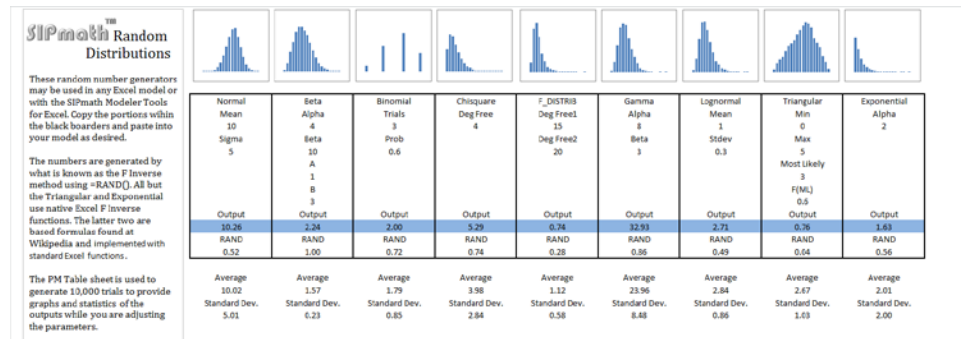 SIPmath™ Random
Distributions
These random number generators
may be used in any Excel model or
with the SIPmath Modeler Tools
for Excel. Copy the portions wihin
the black boarders and paste into
your model as desired.
The numbers are generated by
what is known as the F Inverse
method using =RAND(). All but
the Triangular and Exponential
use native Excel F Inverse
functions. The latter two are
based formulas found at
Wikipedia and implemented with
standard Excel functions.
The PM Table sheet is used to
generate 10,000 trials to provide
graphs and statistics of the
outputs while you are adjusting
the parameters.
Normal Beta Binomial Chisquare F_DISTRIB Gamma Lognormal Triangular Exponential
Mean Alpha Trials Deg Free Deg Free1 Alpha Mean Min Alpha
10 4 3 4 15 8 1 0 2
Sigma Beta Prob Deg Free2 Beta Stdev Max
5 10 0.6 20 3 0.3 5
A Most Likely
1 3
B F(ML)
3 0.6
Output Output Output Output Output Output Output Output Output
10.26 2.24 2.00 5.29 0.74 32.93 2.71 0.76 1.63
RAND RAND RAND RAND RAND RAND RAND RAND RAND
0.52 1.00 0.72 0.74 0.28 0.86 0.49 0.04 0.56
Average Average Average Average Average Average Average Average Average
10.02 1.57 1.79 3.98 1.12 23.96 2.84 2.67 2.01
Standard Dev. Standard Dev. Standard Dev. Standard Dev. Standard Dev. Standard Dev. Standard Dev. Standard Dev. Standard Dev.
5.01 0.23 0.85 2.84 0.58 8.48 0.86 1.03 2.00